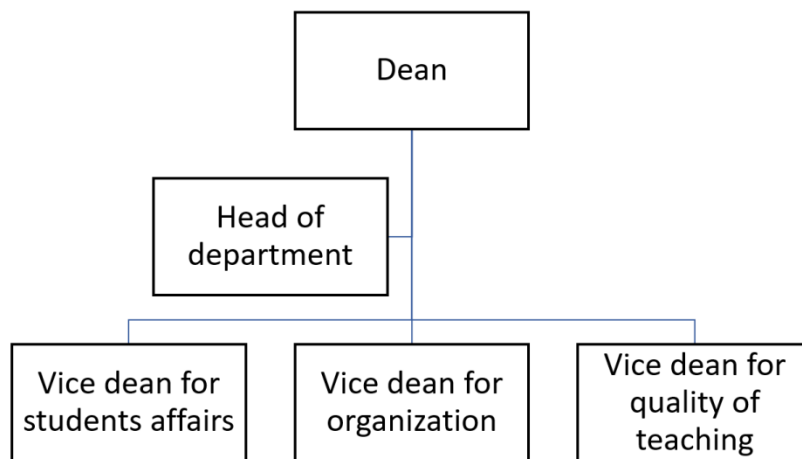 Dean
Head of
department
Vice dean for
students affairs
Vice dean for
organization
Vice dean for
quality of
teaching